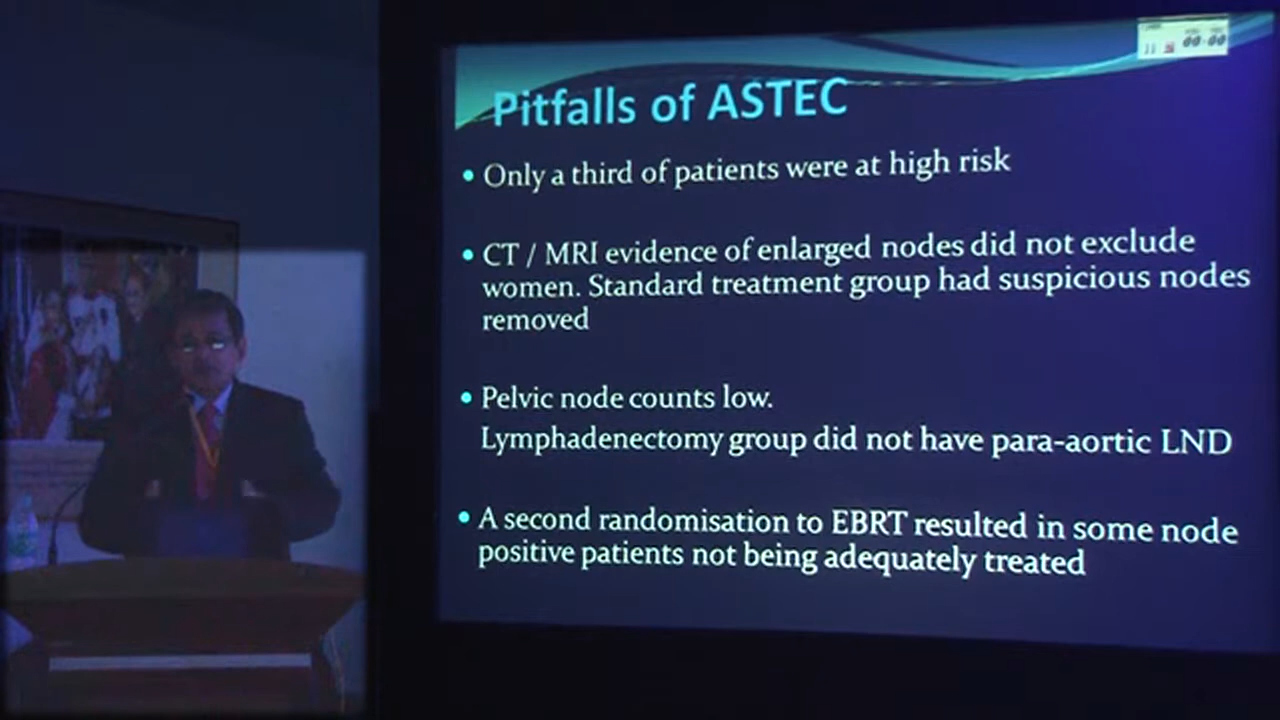 Pitfalls of ASTEC
• Only a third of patients were at high risk
• CT / MRI evidence of enlarged nodes did not exclude
women. Standard treatment group had suspicious nodes
removed
• Pelvic node counts low.
Lymphadenectomy group did not have para-aortic LND
• A second randomisation to EBRT resulted in some node
positive patients not being adequately treated
00 00